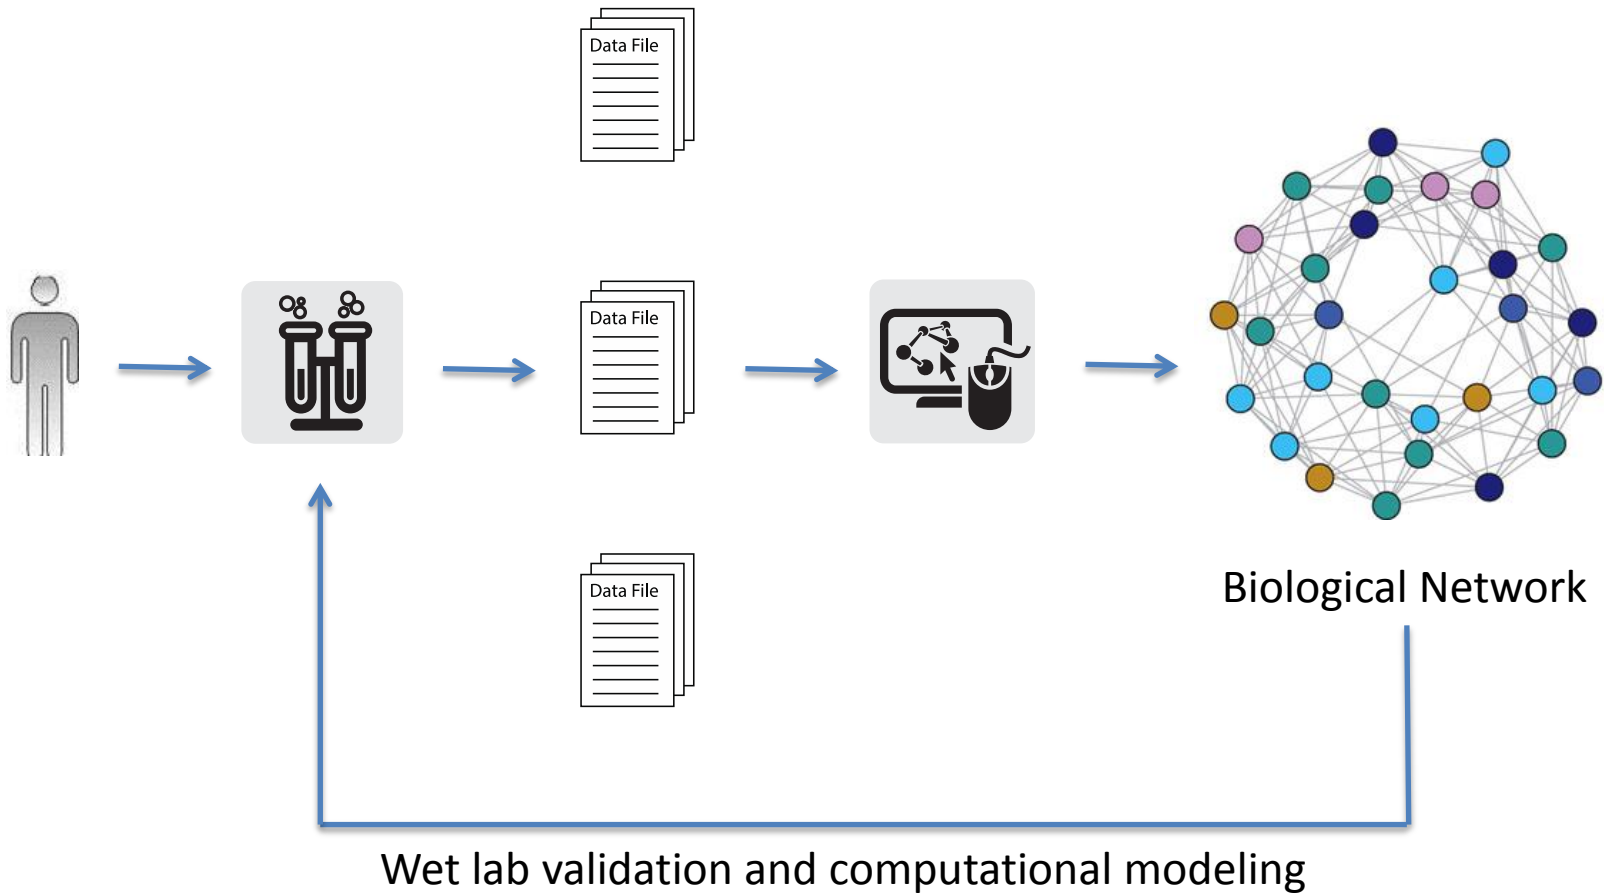 Data File
Data File
Data File
Biological Network
Wet lab validation and computational modeling